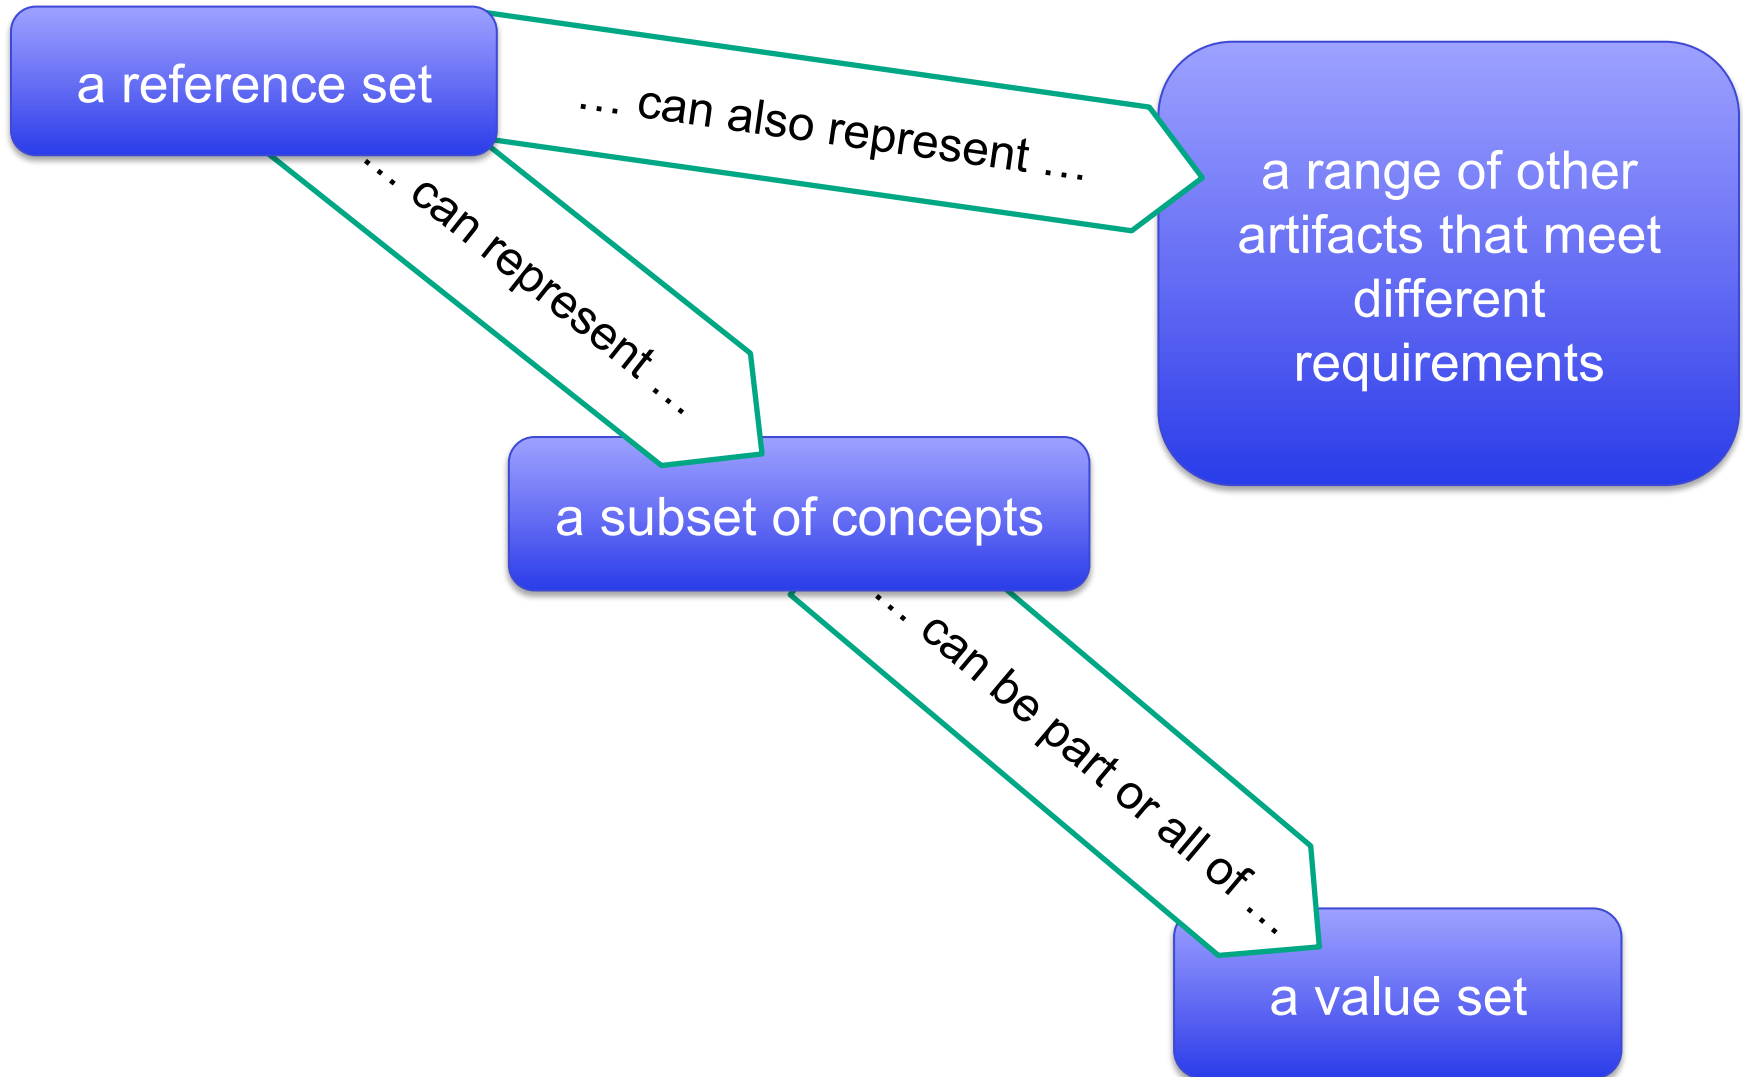 a reference set
… can also represent …
a range of other
artifacts that meet
different
requirements
… can represent …
a subset of concepts
… can be part or all of …
a value set